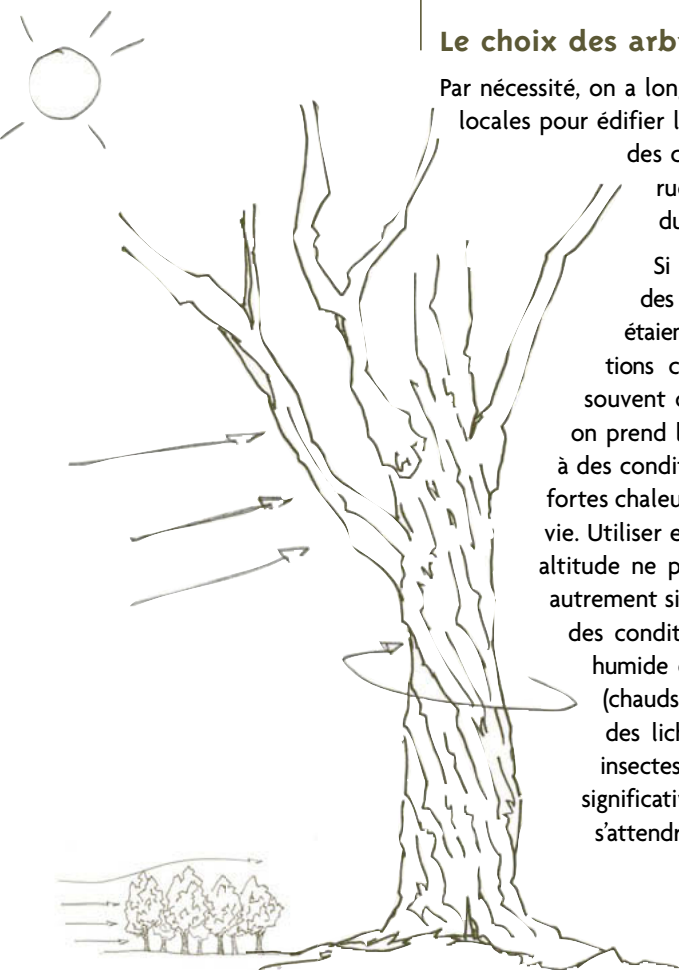 Le choix des arb
Par nécessité, on a lon
locales pour édifier l
des c
ru
du
Si
des
étaien
tions c
souvent
on prend l
à des condit
fortes chaleu
vie. Utiliser e
altitude ne p
autrement si
des condit
humide
(chauds
des lich
insectes
significativ
s'attendr